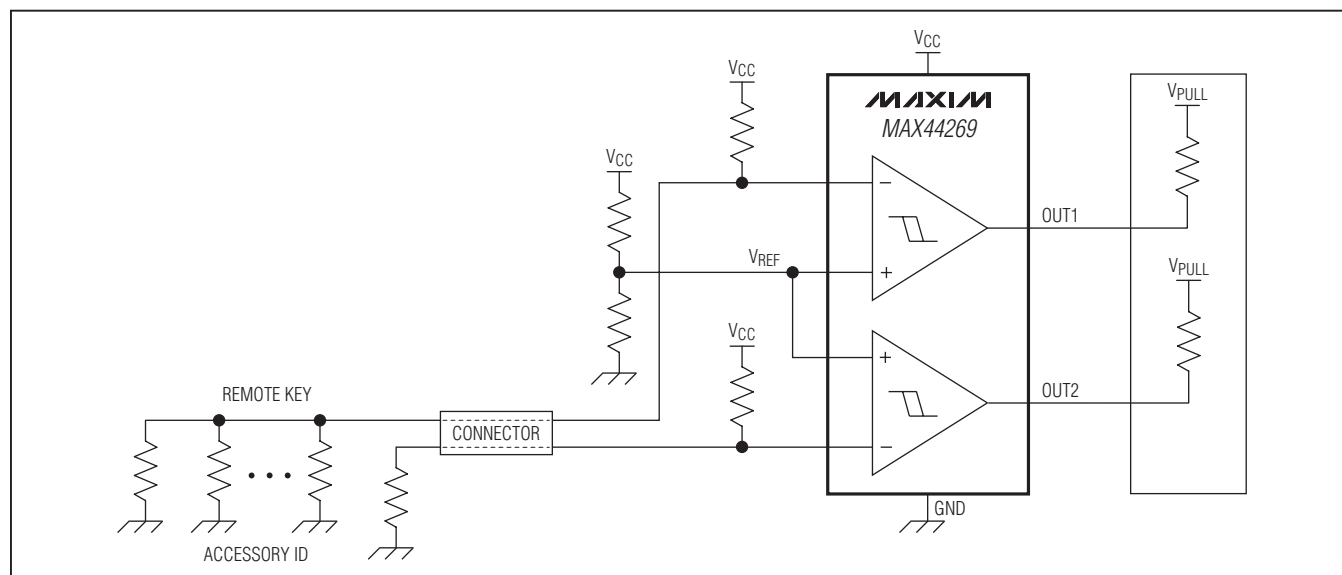 VCC
VCC
MAXIM
MAX44269
VPULL
VCC
OUT1
VREF
VPULL
VCC
REMOTE KEY
OUT2
CONNECTOR
GND
ACCESSORY ID